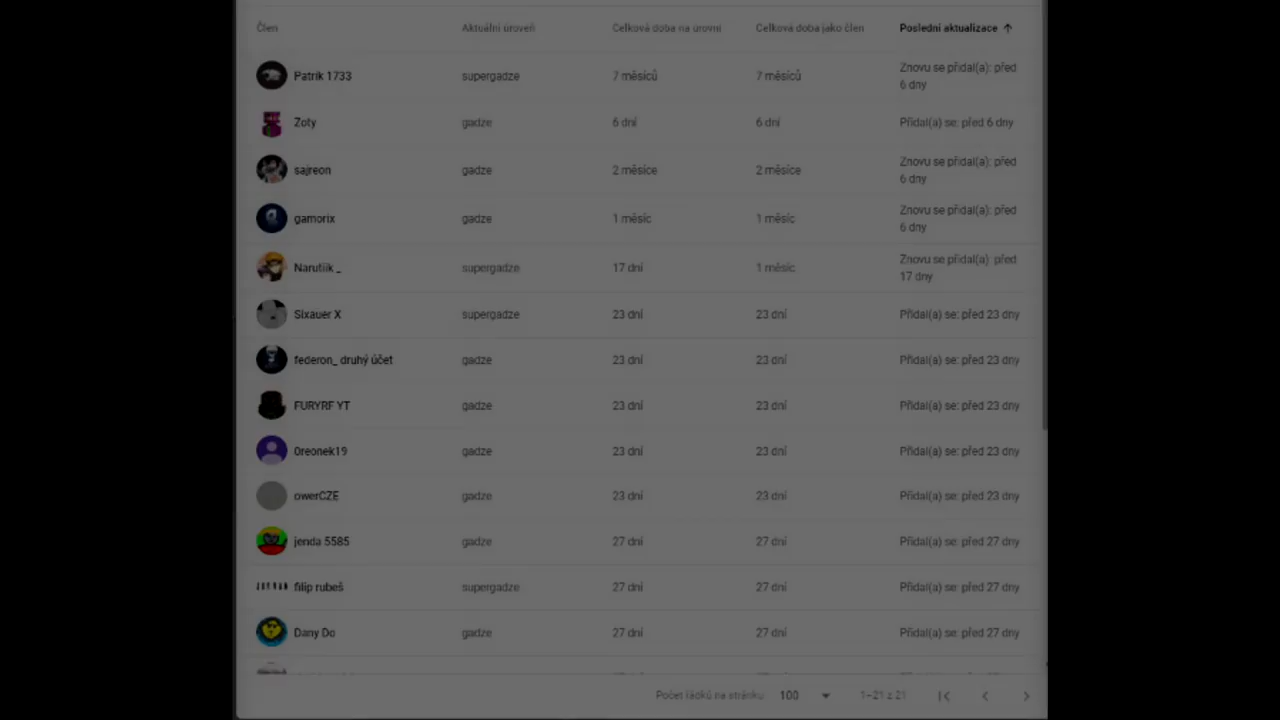 Člen Aktuální úroveň Celková doba na úrovni Celková doba jako člen Poslední aktualizace
Patrik 1733 supergadze 7 měsíců 7 měsíců Znovu se přidal(a): před
6 dny
Zoty gadze 6 dní 6 dní Přidal(a) se: před 6 dny
sajreon gadze 2 měsíce 2 měsíce Znovu se přidal(a): před
6 dny
gamorix gadze 1 měsíc 1 měsíc Znovu se přidal(a): před
6 dny
Narutiik _ supergadze 17 dní 1 měsíc Znovu se přidal(a): před
17 dny
Sixauer X supergadze 23 dní 23 dní Přidal(a) se: před 23 dny
federon_ druhý účet gadze 23 dní 23 dní Přidal(a) se: před 23 dny
FURYRF YT gadze 23 dní 23 dní Přidal(a) se: před 23 dny
0reonek19 gadze 23 dní 23 dní Přidal(a) se: před 23 dny
owerCZE gadze 23 dní 23 dní Přidal(a) se: před 23 dny
jenda 5585 gadze 27 dní 27 dní Přidal(a) se: před 27 dny
filip rubeš supergadze 27 dní 27 dní Přidal(a) se: před 27 dny
Dany Do gadze 27 dní 27 dní Přidal(a) se: před 27 dny
Počet řádků na stránku: 100 1–21 z 21